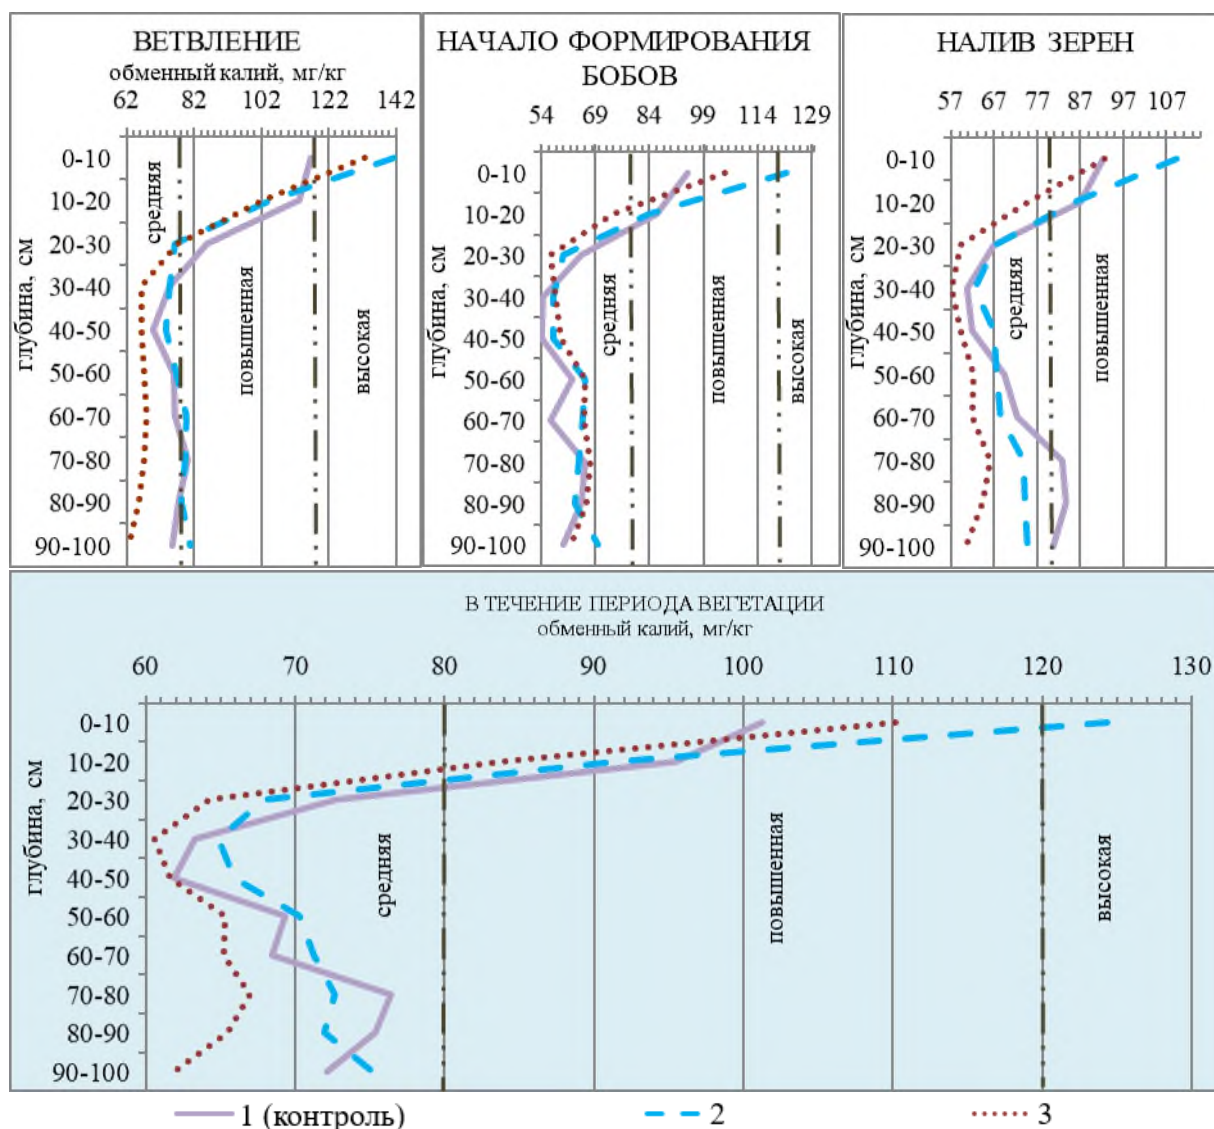 ВЕТВЛЕНИЕ
обменный калий, мг/кг
62 82 102 122 142
глубина, см
0-10
10-20
20-30
30-40
40-50
50-60
60-70
70-80
80-90
90-100
средняя
повышенная
высокая
НАЧАЛО ФОРМИРОВАНИЯ
БОБОВ
54 69 84 99 114 129
глубина, см
0-10
10-20
20-30
30-40
40-50
50-60
60-70
70-80
80-90
90-100
средняя
повышенная
высокая
НАЛИВ ЗЕРЕН
57 67 77 87 97 107
глубина, см
0-10
10-20
20-30
30-40
40-50
50-60
60-70
70-80
80-90
90-100
средняя
повышенная
В ТЕЧЕНИЕ ПЕРИОДА ВЕГЕТАЦИИ
обменный калий, мг/кг
60 70 80 90 100 110 120 130
глубина, см
0-10
10-20
20-30
30-40
40-50
50-60
60-70
70-80
80-90
90-100
средняя
повышенная
высокая
1 (контроль) 2 3